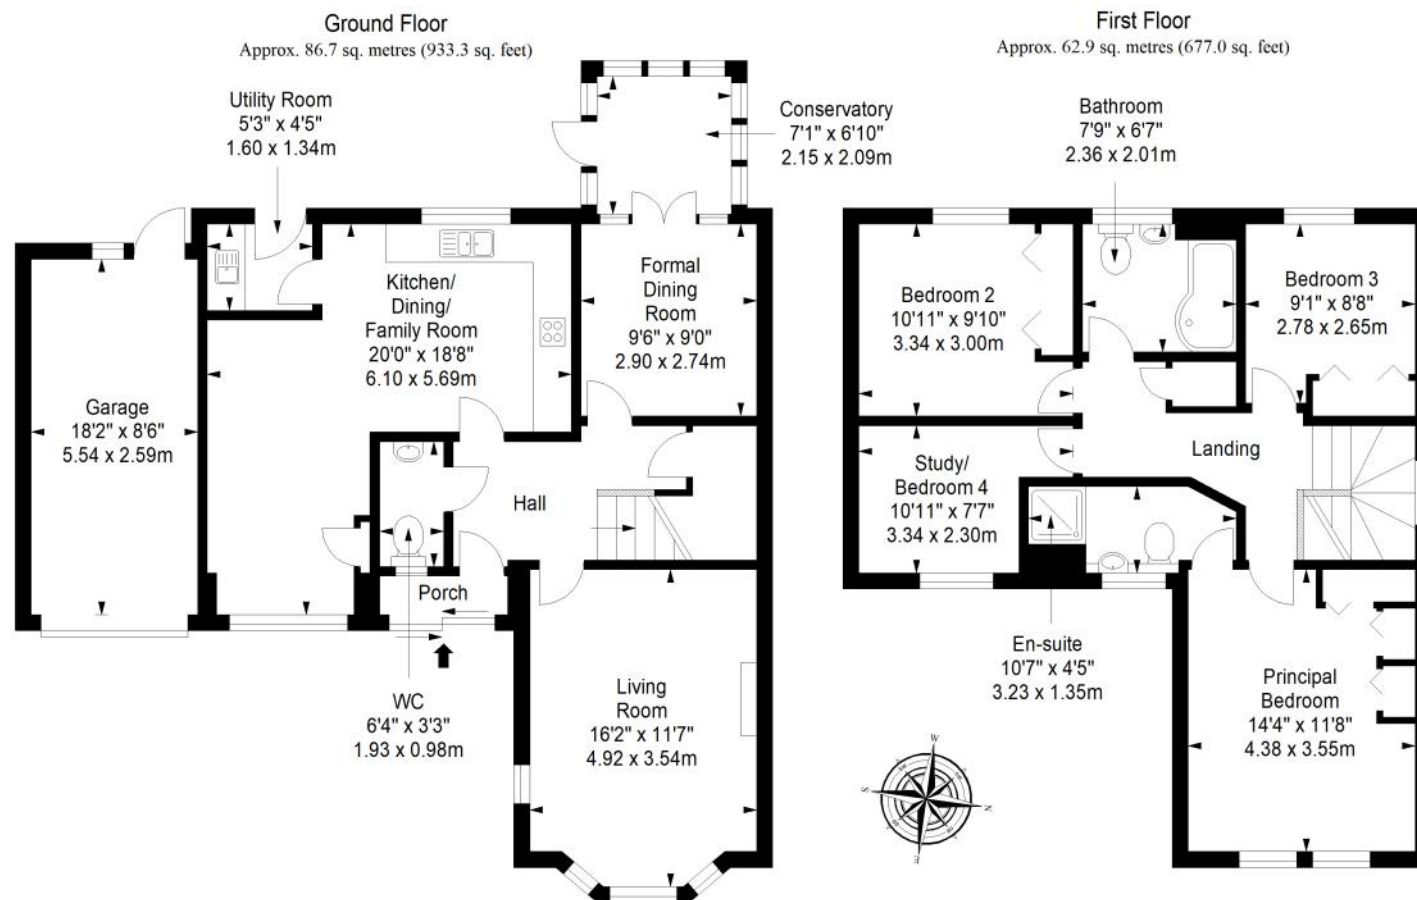 Ground Floor
Approx. 86.7 sq. metres (933.3 sq. feet)
Utility Room
5'3" x 4'5"
1.60 x 1.34m
Conservatory
7'1" x 6'10"
2.15 x 2.09m
Kitchen/
Dining/
Family Room
20'0" x 18'8"
6.10 x 5.69m
Formal
Dining
Room
9'6" x 9'0"
2.90 x 2.74m
Garage
18'2" x 8'6"
5.54 x 2.59m
Hall
Porch
WC
6'4" x 3'3"
1.93 x 0.98m
Living
Room
16'2" x 11'7"
4.92 x 3.54m
First Floor
Approx. 62.9 sq. metres (677.0 sq. feet)
Bathroom
7'9" x 6'7"
2.36 x 2.01m
Bedroom 2
10'11" x 9'10"
3.34 x 3.00m
Bedroom 3
9'1" x 8'8"
2.78 x 2.65m
Study/
Bedroom 4
10'11" x 7'7"
3.34 x 2.30m
Landing
En-suite
10'7" x 4'5"
3.23 x 1.35m
Principal
Bedroom
14'4" x 11'8"
4.38 x 3.55m
W
S
N
E